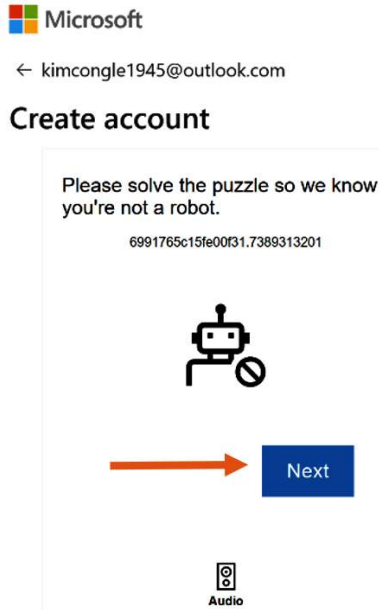 Microsoft
← kimcongle1945@outlook.com
Create account
Please solve the puzzle so we know
you're not a robot.
6991765c15fe00f31.7389313201
Next
Audio